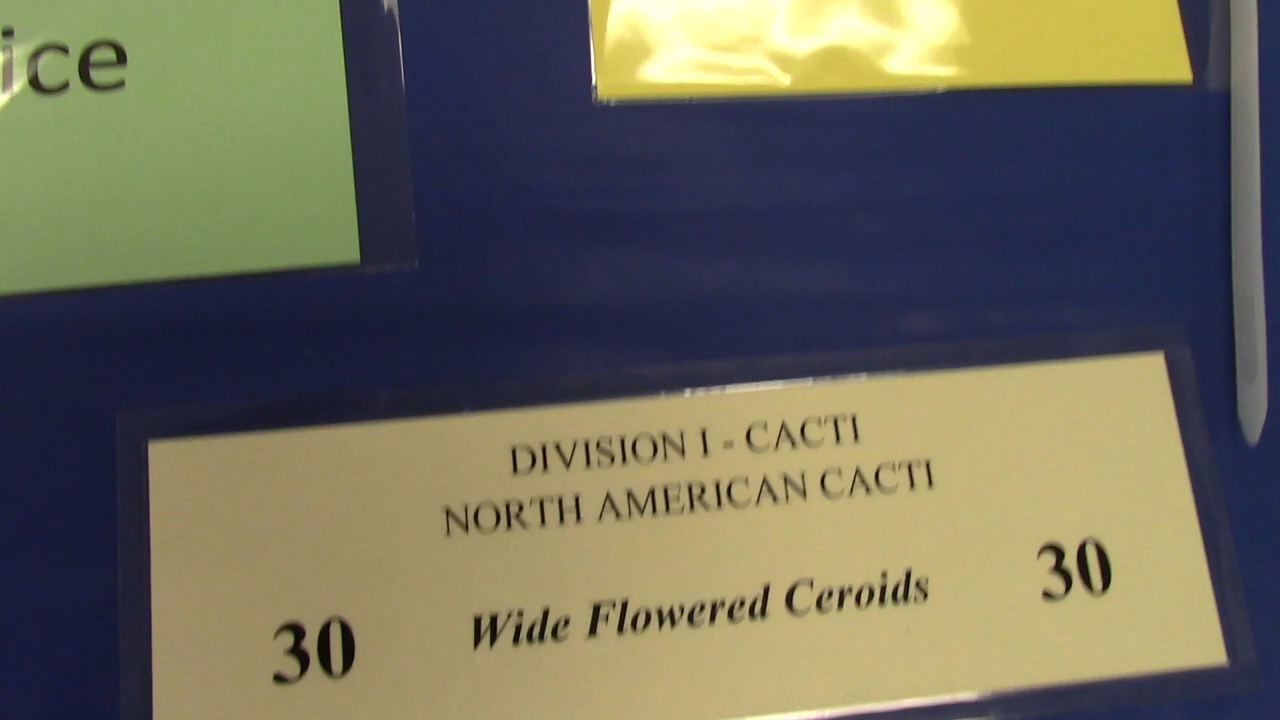 ice
DIVISION I - CACTI
NORTH AMERICAN CACTI
30 Wide Flowered Ceroids 30